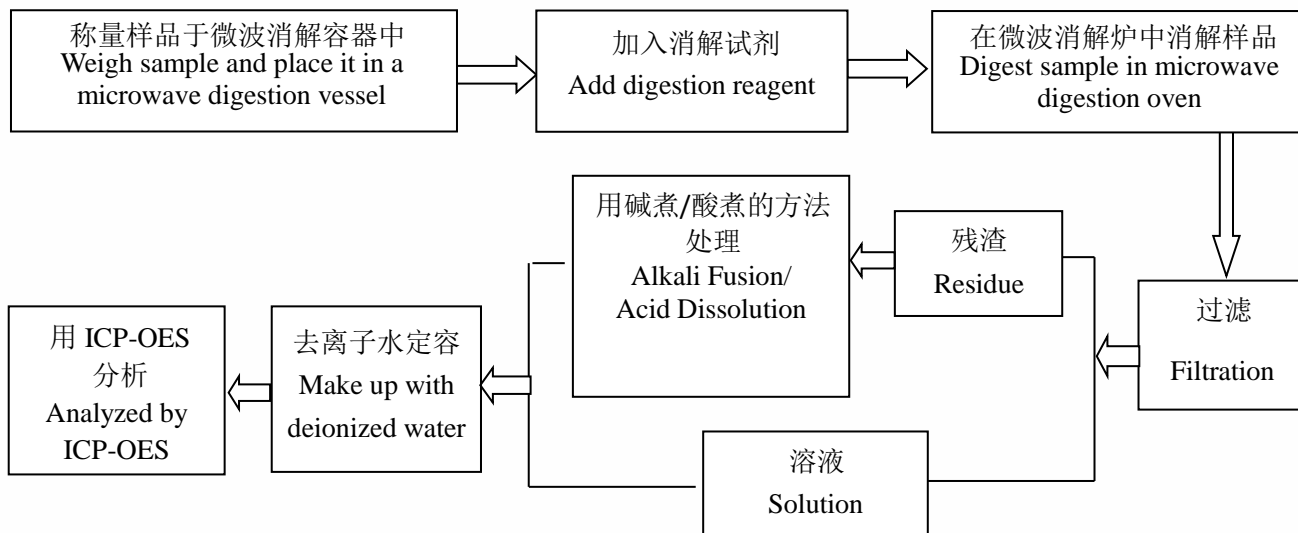 称量样品于微波消解容器中
Weigh sample and place it in a
microwave digestion vessel
加入消解试剂
Add digestion reagent
在微波消解炉中消解样品
Digest sample in microwave
digestion oven
过滤
Filtration
残渣
Residue
用碱煮/酸煮的方法
处理
Alkali Fusion/
Acid Dissolution
溶液
Solution
去离子水定容
Make up with
deionized water
用 ICP-OES
分析
Analyzed by
ICP-OES